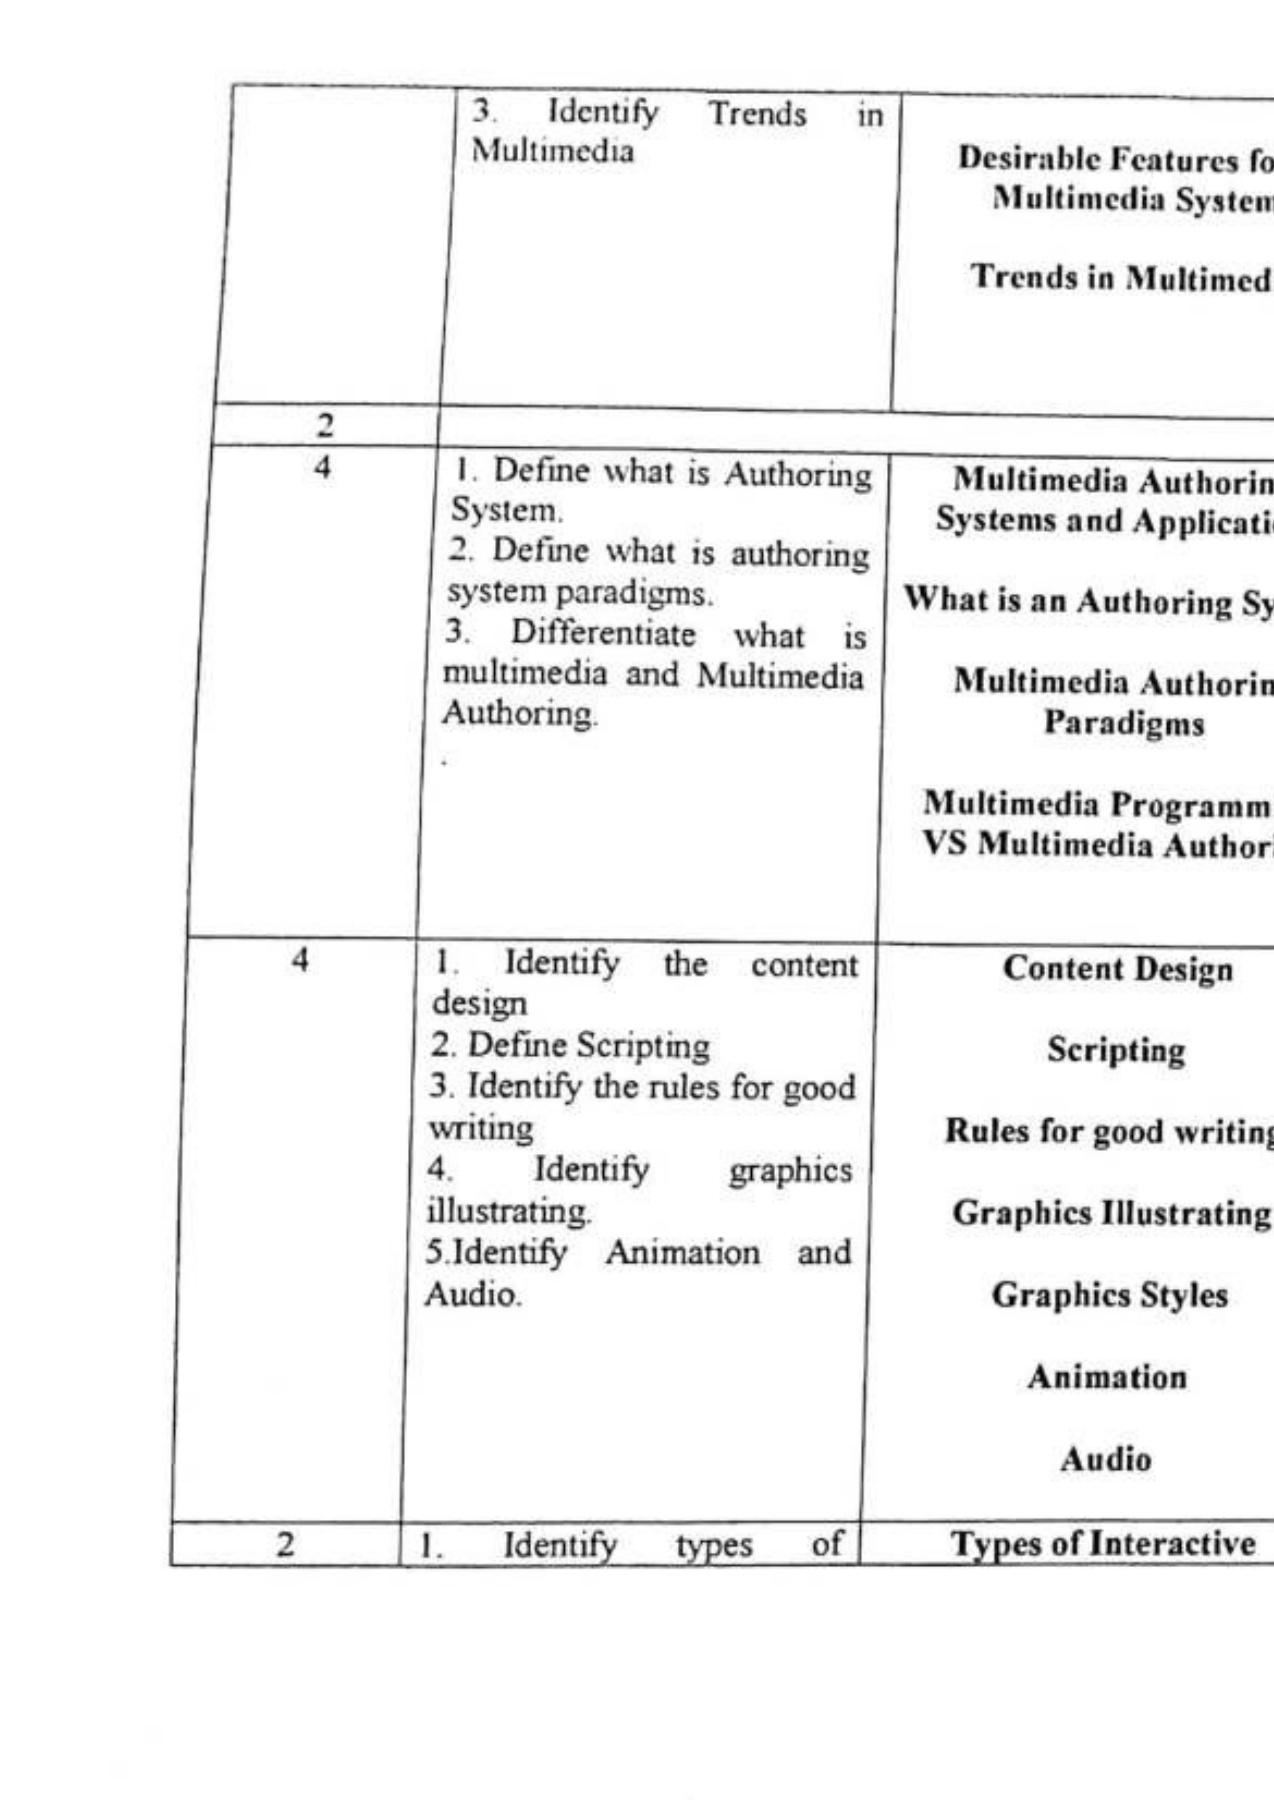 3. Identify Trends in
Multimedia
Desirable Features fo
Multimedia System
Trends in Multimed
2
4
1. Define what is Authoring
System.
2. Define what is authoring
system paradigms.
3. Differentiate what is
multimedia and Multimedia
Authoring.
.
Multimedia Authorin
Systems and Applicati
What is an Authoring Sy
Multimedia Authorin
Paradigms
Multimedia Programm
VS Multimedia Author
4
1. Identify the content
design
2. Define Scripting
3. Identify the rules for good
writing
4. Identify graphics
illustrating.
5.Identify Animation and
Audio.
Content Design
Scripting
Rules for good writing
Graphics Illustrating
Graphics Styles
Animation
Audio
2
1. Identify types of
Types of Interactive